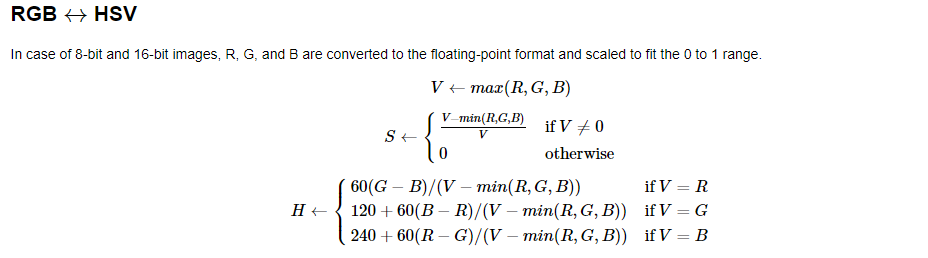 RGB ↔ HSV
In case of 8-bit and 16-bit images, R, G, and B are converted to the floating-point format and scaled to fit the 0 to 1 range.
V ← max(R, G, B)
S ← { V−min(R,G,B) / V if V ≠ 0
0 otherwise
60(G − B)/(V − min(R, G, B)) if V = R
H ← { 120 + 60(B − R)/(V − min(R, G, B)) if V = G
240 + 60(R − G)/(V − min(R, G, B)) if V = B